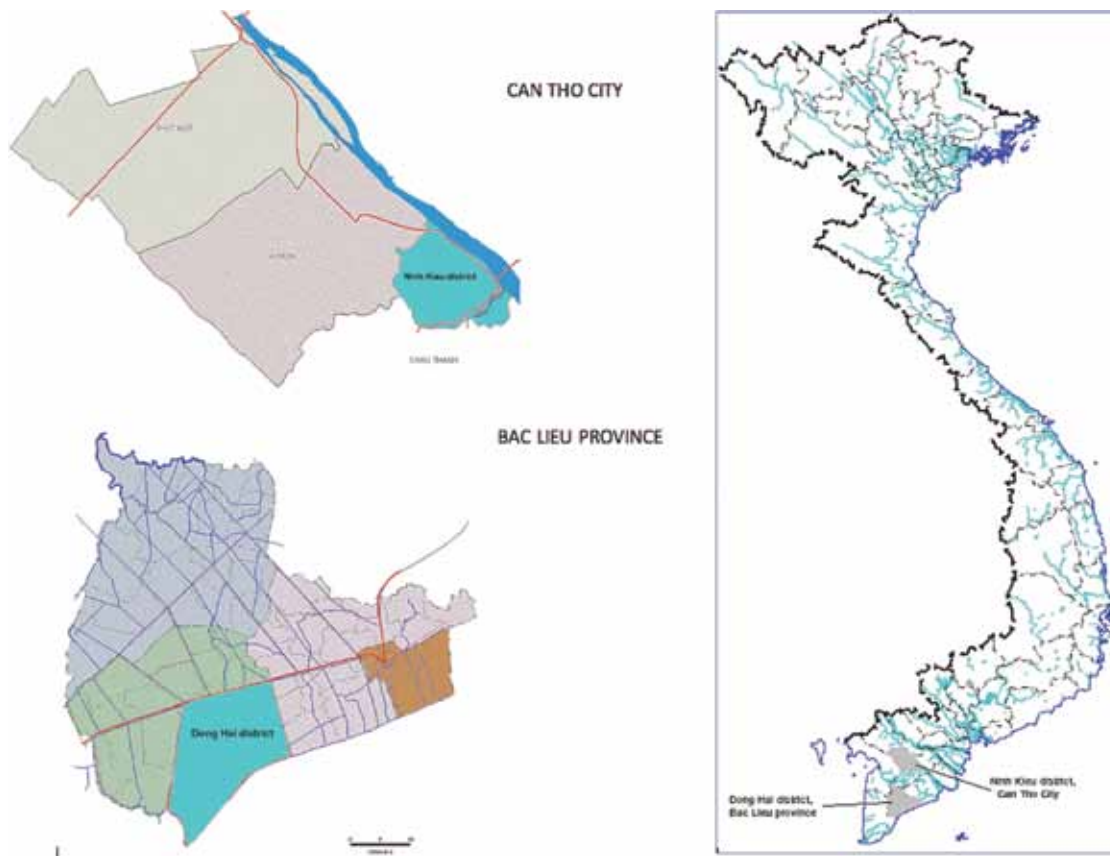 CAN THO CITY
Ninh Kieu district
BAC LIEU PROVINCE
Dong Hai district
Ninh Kieu district,
Can Tho City
Dong Hai district,
Bac Lieu province